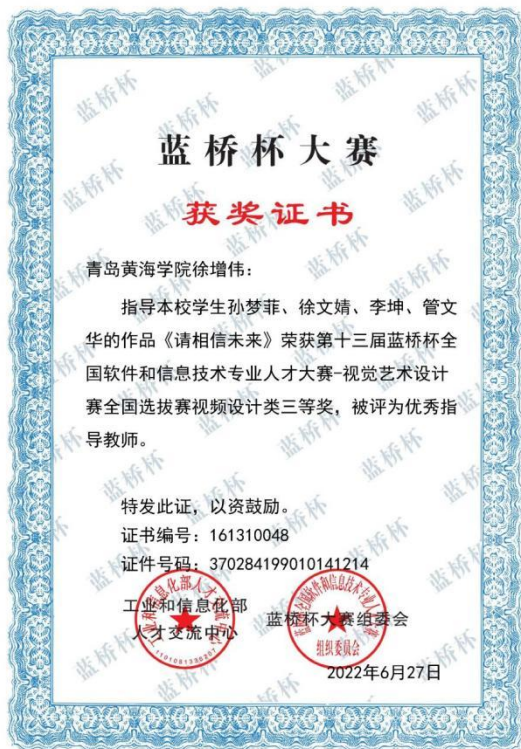 蓝桥杯大赛
获奖证书
青岛黄海学院徐增伟：
指导本校学生孙梦菲、徐文婧、李坤、管文
华的作品《请相信未来》荣获第十三届蓝桥杯全
国软件和信息技术专业人才大赛-视觉艺术设计
赛全国选拔赛视频设计类三等奖，被评为优秀指
导教师。
特发此证，以资鼓励。
证书编号：161310048
证件号码：370284199010141214
工业和信息化部
人才交流中心
蓝桥杯大赛组委会
组织委员会
2022年6月27日